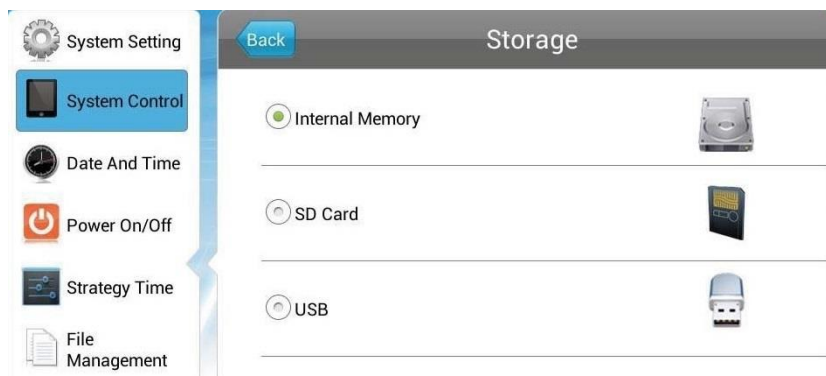 System Setting
System Control
Date And Time
Power On/Off
Strategy Time
File
Management
Back
Storage
Internal Memory
SD Card
USB